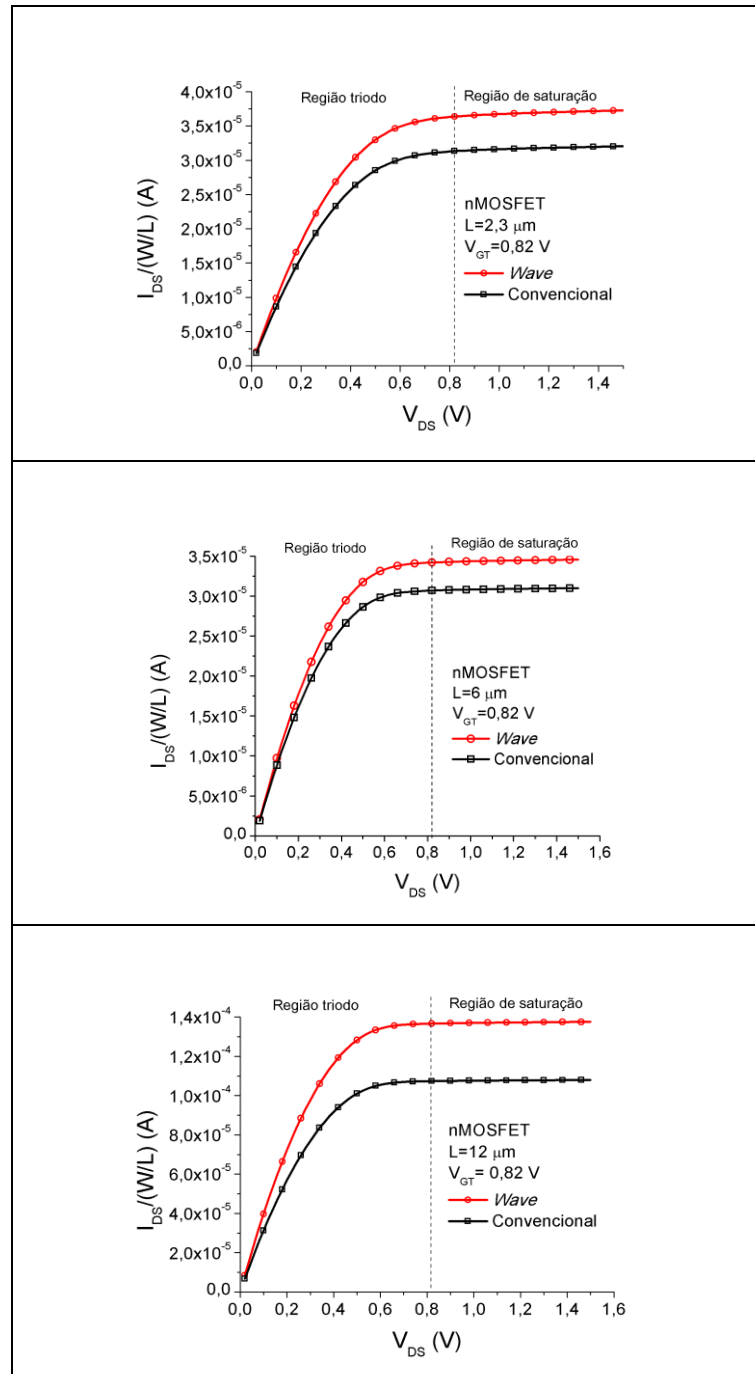 Região triodo Região de saturação
4,0x10⁻⁵
3,5x10⁻⁵
3,0x10⁻⁵
2,5x10⁻⁵
2,0x10⁻⁵
1,5x10⁻⁵
1,0x10⁻⁵
5,0x10⁻⁶
0,0
I_DS/(W/L) (A)
nMOSFET
L=2,3 µm
V_GT=0,82 V
Wave
Convencional
0,0 0,2 0,4 0,6 0,8 1,0 1,2 1,4
V_DS (V)
Região triodo Região de saturação
3,5x10⁻⁵
3,0x10⁻⁵
2,5x10⁻⁵
2,0x10⁻⁵
1,5x10⁻⁵
1,0x10⁻⁵
5,0x10⁻⁶
0,0
I_DS/(W/L) (A)
nMOSFET
L=6 µm
V_GT=0,82 V
Wave
Convencional
0,0 0,2 0,4 0,6 0,8 1,0 1,2 1,4 1,6
V_DS (V)
Região triodo Região de saturação
1,4x10⁻⁴
1,2x10⁻⁴
1,0x10⁻⁴
8,0x10⁻⁵
6,0x10⁻⁵
4,0x10⁻⁵
2,0x10⁻⁵
0,0
I_DS/(W/L) (A)
nMOSFET
L=12 µm
V_GT= 0,82 V
Wave
Convencional
0,0 0,2 0,4 0,6 0,8 1,0 1,2 1,4 1,6
V_DS (V)